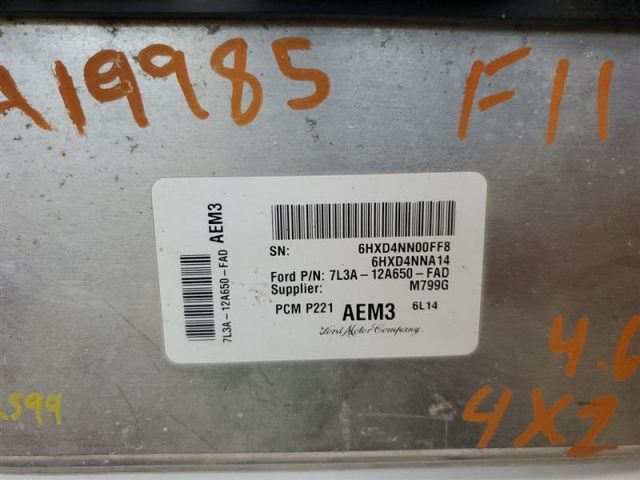 A19985
F11
AEM3
7L3A-12A650-FAD
SN: 6HXD4NN00FF8
6HXD4NNA14
Ford P/N: 7L3A-12A650-FAD
Supplier: M799G
PCM P221 AEM3 6L14
Ford Motor Company
4.6
4X2